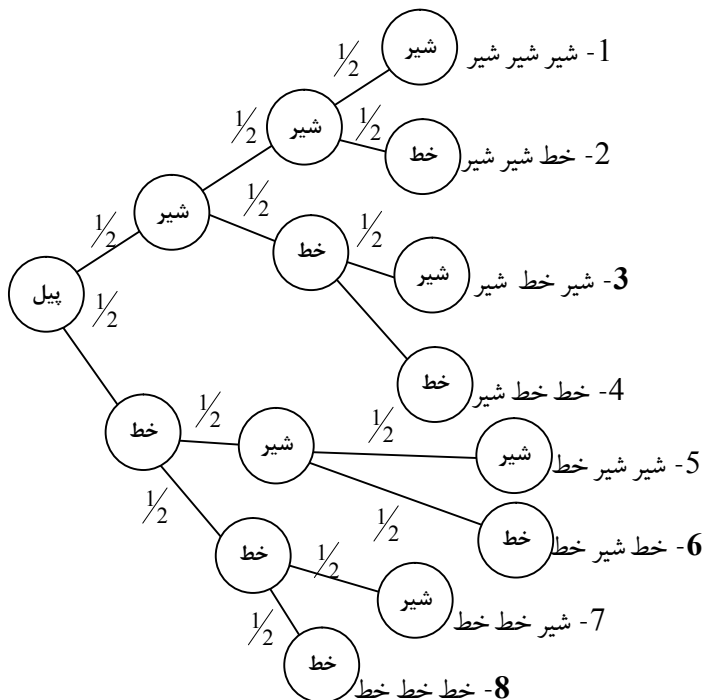 شیر
1- شیر شیر شیر
½
شیر
½
½
خط
2- خط شیر شیر
شیر
½
½
½
خط
شیر
3- شیر خط شیر
پیل
½
خط
4- خط خط شیر
خط
½
شیر
½
شیر
5- شیر شیر خط
½
½
خط
6- خط شیر خط
خط
½
شیر
7- شیر خط خط
½
خط
8- خط خط خط